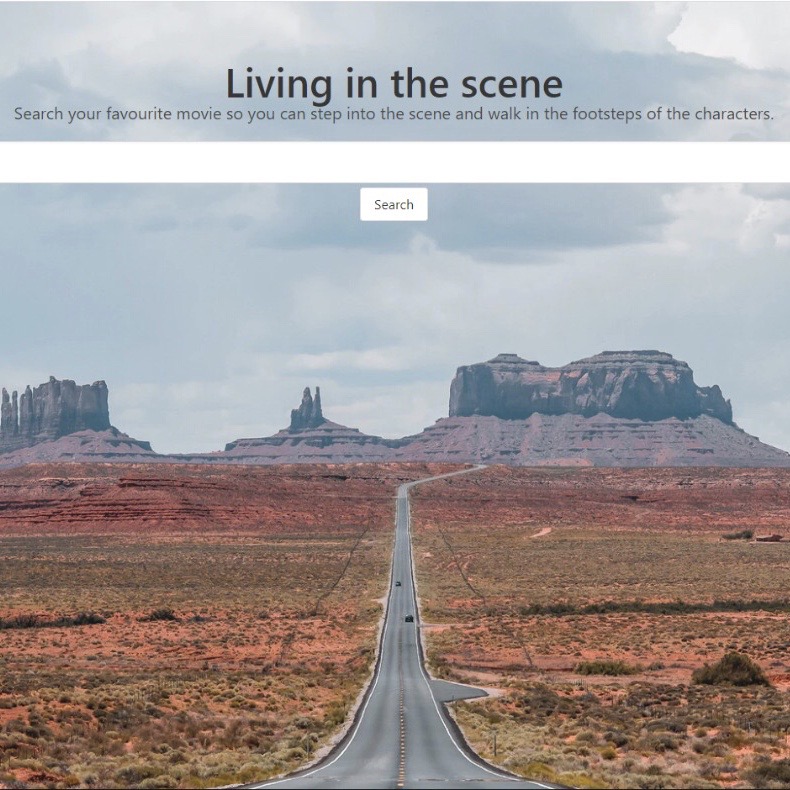 Living in the scene
Search your favourite movie so you can step into the scene and walk in the footsteps of the characters.
Search